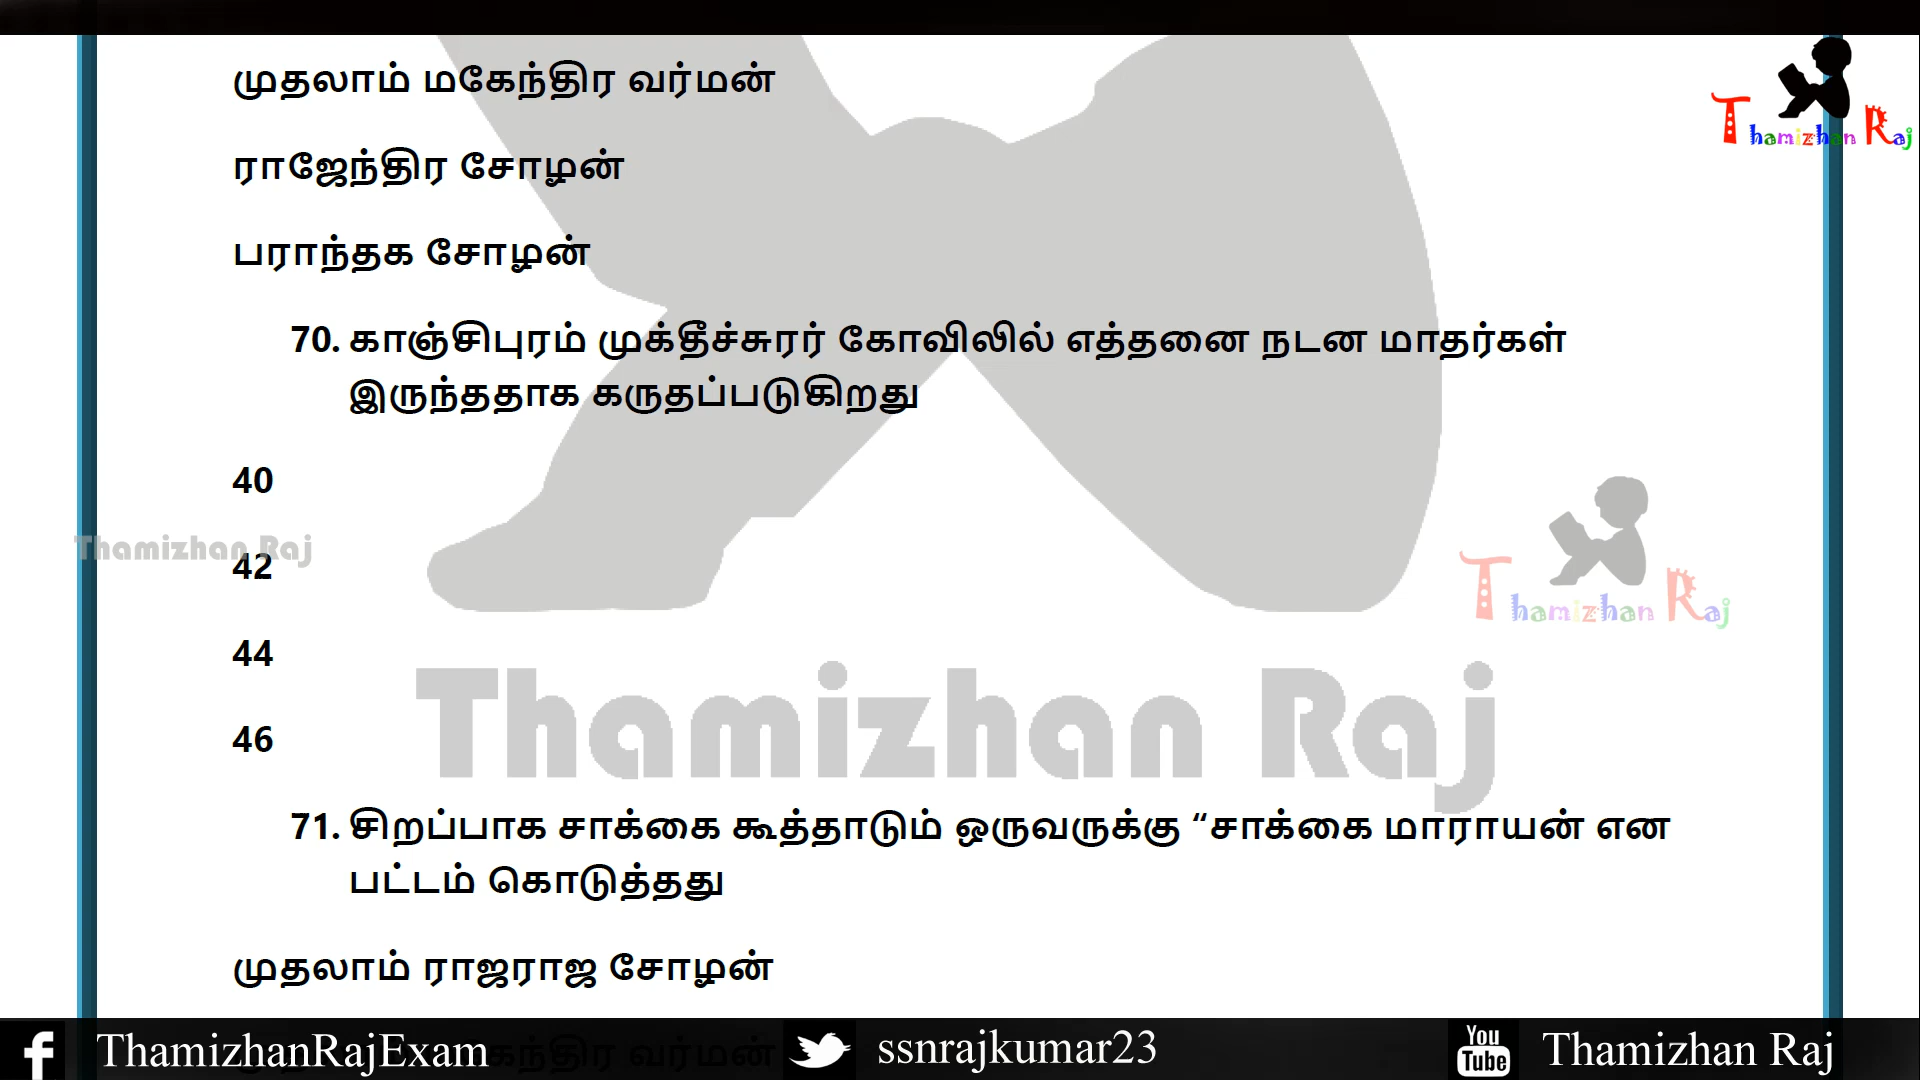 முதலாம் மகேந்திர வர்மன்
Thamizhan Raj
ராஜேந்திர சோழன்
பராந்தக சோழன்
70. காஞ்சிபுரம் முக்தீச்சுரர் கோவிலில் எத்தனை நடன மாதர்கள்
இருந்ததாக கருதப்படுகிறது
40
Thamizhan Raj
42
Thamizhan Raj
44
Thamizhan Raj
46
71. சிறப்பாக சாக்கை கூத்தாடும் ஒருவருக்கு “சாக்கை மாராயன் என
பட்டம் கொடுத்தது
முதலாம் ராஜராஜ சோழன்
கேந்திர வர்மன்
f ThamizhanRajExam ssnrajkumar23 You Tube Thamizhan Raj